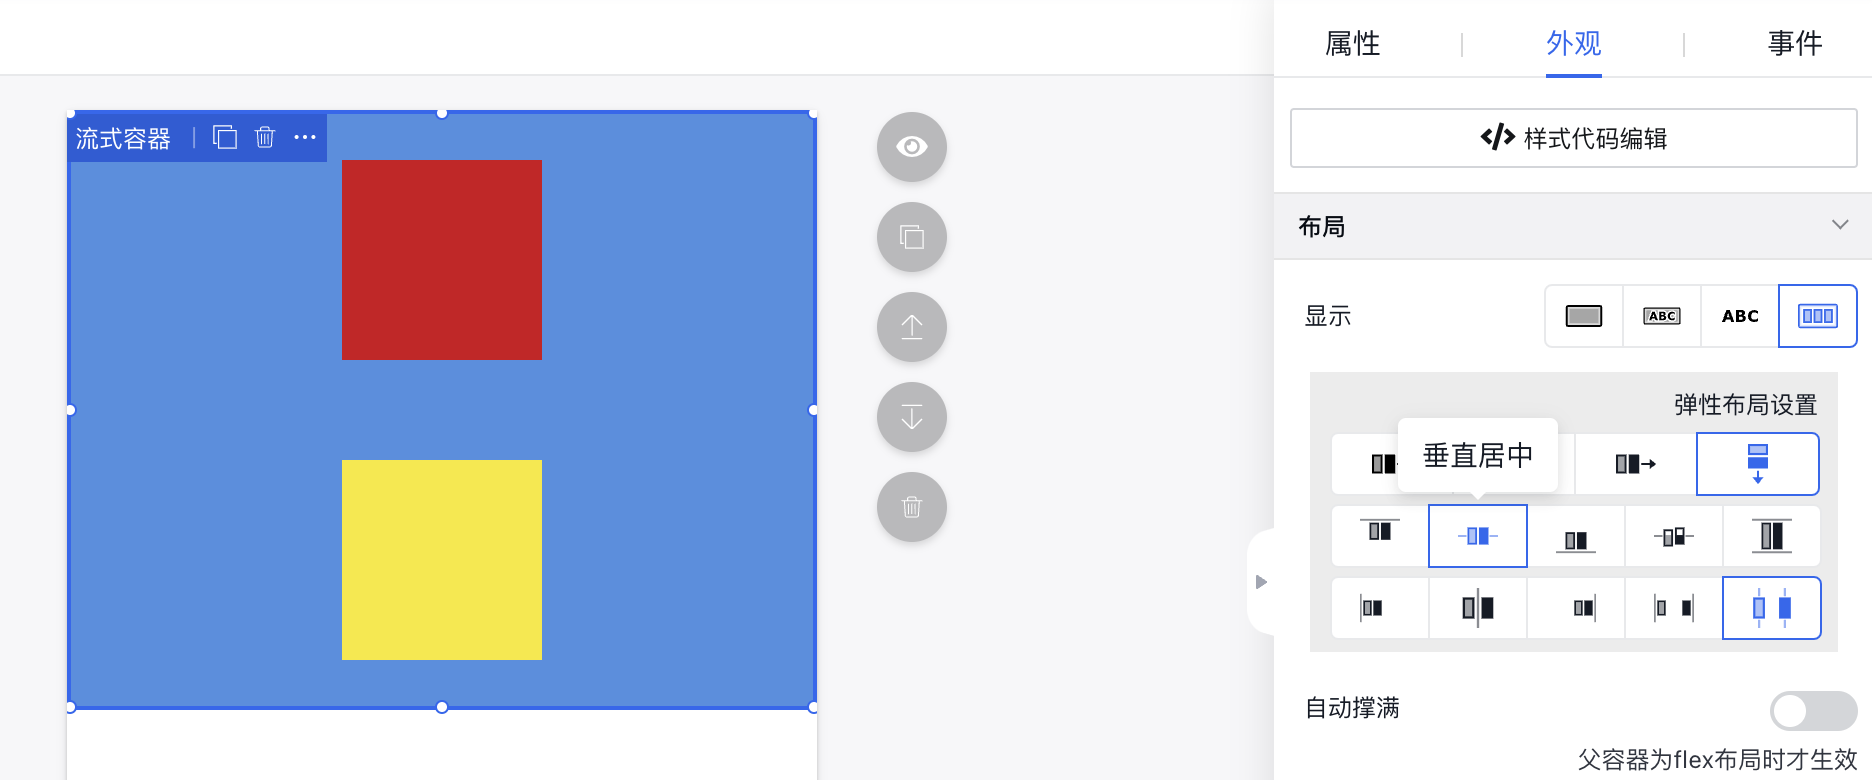 属性
外观
事件
流式容器
样式代码编辑
布局
显示
ABC
ABC
弹性布局设置
垂直居中
自动撑满
父容器为flex布局时才生效